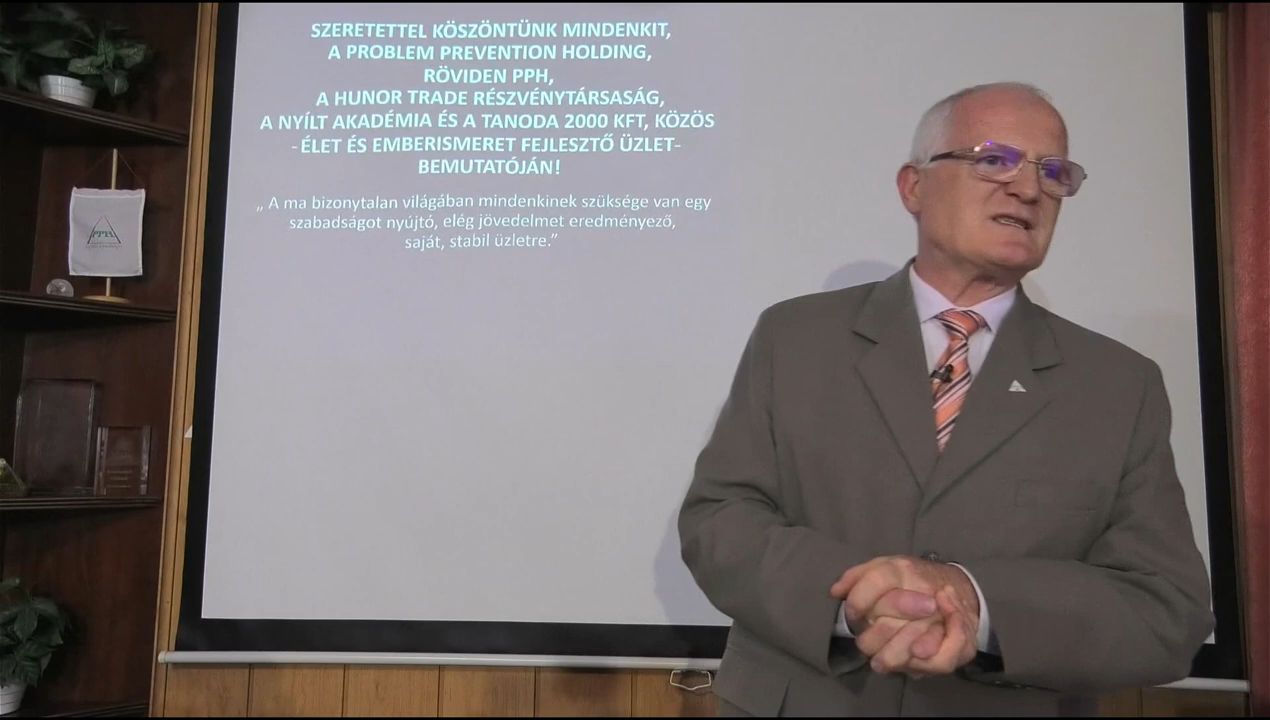 SZERETETTEL KÖSZÖNTÜNK MINDENKIT,
A PROBLEM PREVENTION HOLDING,
RÖVIDEN PPH,
A HUNOR TRADE RÉSZVÉNYTÁRSASÁG,
A NYÍLT AKADÉMIA ÉS A TANODA 2000 KFT, KÖZÖS
- ÉLET ÉS EMBERISMERET FEJLESZTŐ ÜZLET-
BEMUTATÓJÁN!
„ A ma bizonytalan világában mindenkinek szüksége van egy
szabadságot nyújtó, elég jövedelmet eredményező,
saját, stabil üzletre.”
PPH